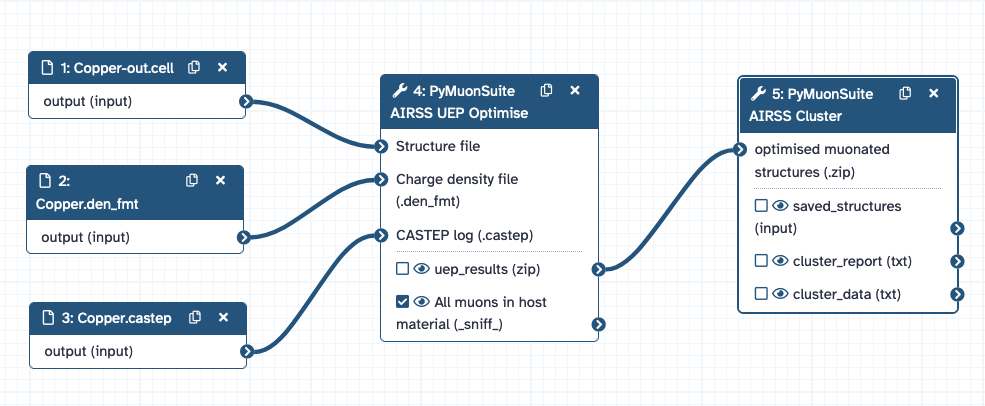 1: Copper-out.cell
output (input)
2:
Copper.den_fmt
output (input)
3: Copper.castep
output (input)
4: PyMuonSuite
AIRSS UEP Optimise
Structure file
Charge density file
(.den_fmt)
CASTEP log (.castep)
uep_results (zip)
All muons in host
material (_sniff_)
5: PyMuonSuite
AIRSS Cluster
optimised muonated
structures (.zip)
saved_structures
(input)
cluster_report (txt)
cluster_data (txt)